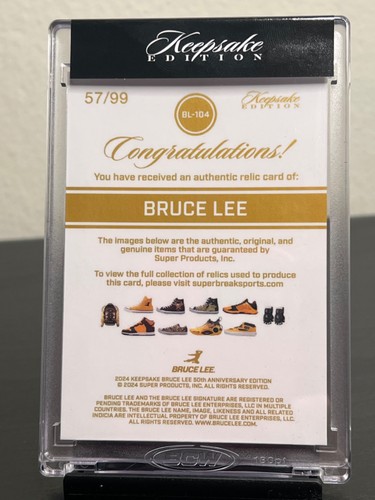 Keepsake
EDITION
57/99
BL-104
Keepsake
EDITION
Congratulations!
You have received an authentic relic card of:
BRUCE LEE
The images below are the authentic, original, and
genuine items that are guaranteed by
Super Products, Inc.
To view the full collection of relics used to produce
this card, please visit superbreaksports.com
BRUCE LEE.
2024 KEEPSAKE BRUCE LEE 50th ANNIVERSARY EDITION
© 2024 SUPER PRODUCTS, INC. ALL RIGHTS RESERVED.
BRUCE LEE AND THE BRUCE LEE SIGNATURE ARE REGISTERED OR
PENDING TRADEMARKS OF BRUCE LEE ENTERPRISES, LLC IN MULTIPLE
COUNTRIES. THE BRUCE LEE NAME, IMAGE, LIKENESS AND ALL RELATED
INDICIA ARE INTELLECTUAL PROPERTY OF BRUCE LEE ENTERPRISES, LLC.
ALL RIGHTS RESERVED. WWW.BRUCELEE.COM.
BCW
130pt